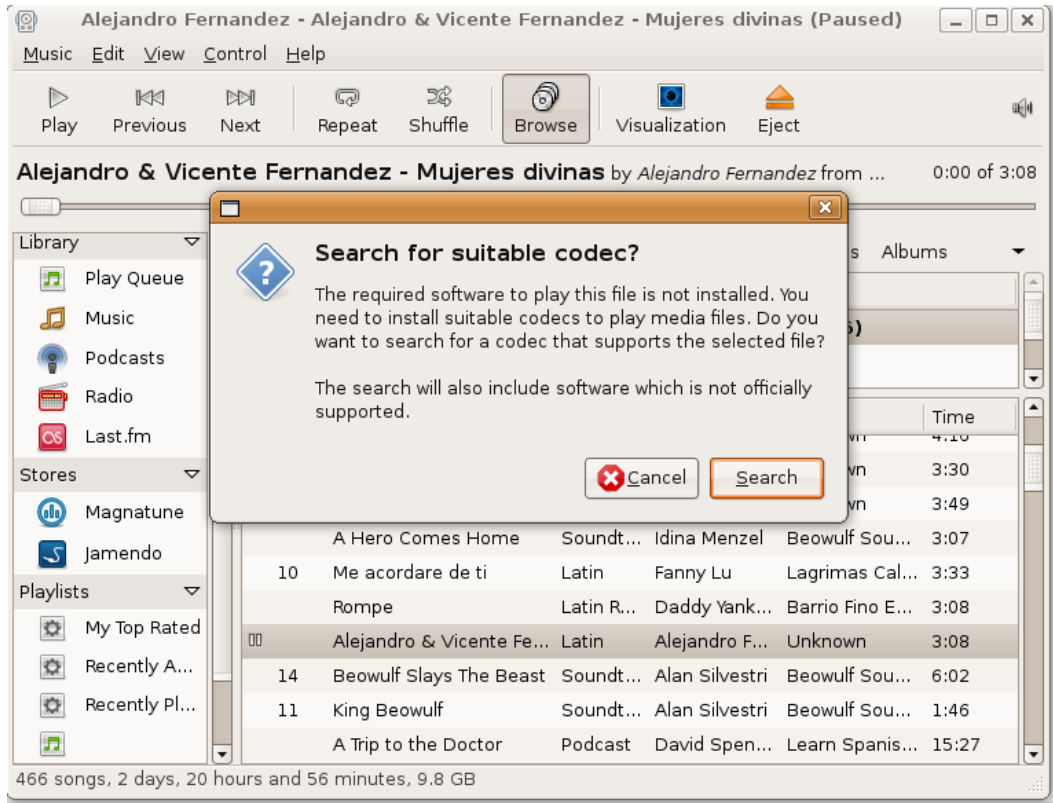 Alejandro Fernandez - Alejandro & Vicente Fernandez - Mujeres divinas (Paused)
Music Edit View Control Help
Play Previous Next Repeat Shuffle Browse Visualization Eject
Alejandro & Vicente Fernandez - Mujeres divinas by Alejandro Fernandez from ... 0:00 of 3:08
Library
Play Queue
Music
Podcasts
Radio
Last.fm
Stores
Magnatune
Jamendo
Playlists
My Top Rated
Recently A...
Recently Pl...
Search for suitable codec?
The required software to play this file is not installed. You
need to install suitable codecs to play media files. Do you
want to search for a codec that supports the selected file?
The search will also include software which is not officially
supported.
Cancel Search
s Albums
Time
3:30
3:49
A Hero Comes Home Soundt... Idina Menzel Beowulf Sou... 3:07
10 Me acordare de ti Latin Fanny Lu Lagrimas Cal... 3:33
Rompe Latin R... Daddy Yank... Barrio Fino E... 3:08
Alejandro & Vicente Fe... Latin Alejandro F... Unknown 3:08
14 Beowulf Slays The Beast Soundt... Alan Silvestri Beowulf Sou... 6:02
11 King Beowulf Soundt... Alan Silvestri Beowulf Sou... 1:46
A Trip to the Doctor Podcast David Spen... Learn Spanis... 15:27
466 songs, 2 days, 20 hours and 56 minutes, 9.8 GB